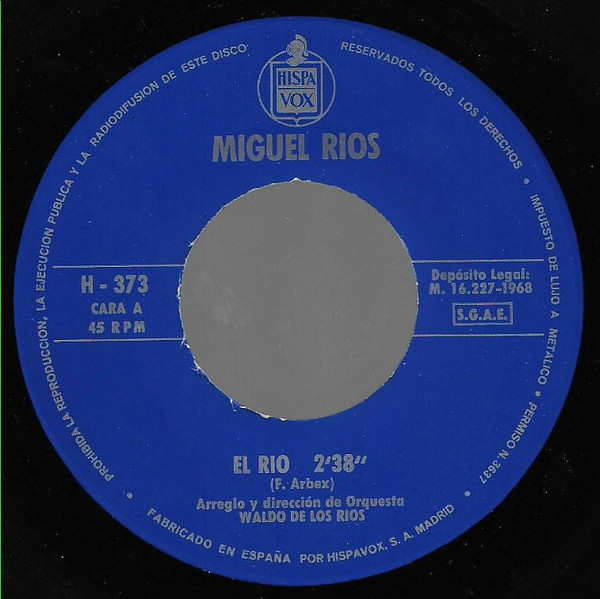 PROHIBIDA LA REPRODUCCION, LA EJECUCION PUBLICA Y LA RADIODIFUSION DE ESTE DISCO
RESERVADOS TODOS LOS DERECHOS • IMPUESTO DE LUJO A METALICO • PERMISO N. 3637
HISPA
VOX
MIGUEL RIOS
H - 373
CARA A
45 RPM
Depósito Legal:
M. 16.227-1968
S.G.A.E.
EL RIO 2'38"
(F. Arbex)
Arreglo y dirección de Orquesta
WALDO DE LOS RIOS
• FABRICADO EN ESPAÑA POR HISPAVOX, S. A. MADRID •